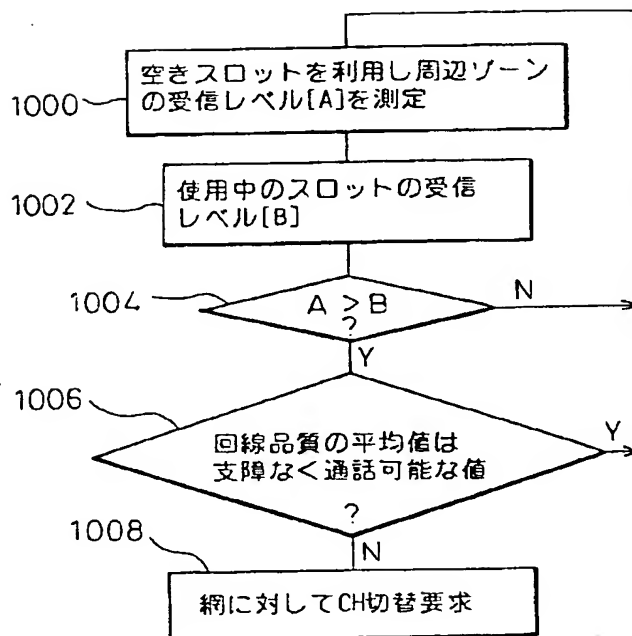 空きスロットを利用し周辺ゾーン
の受信レベル[A]を測定
1000
使用中のスロットの受信
レベル[B]
1002
1004
A > B
?
N
Y
1006
回線品質の平均値は
支障なく通話可能な値
?
Y
N
1008
網に対してCH切替要求